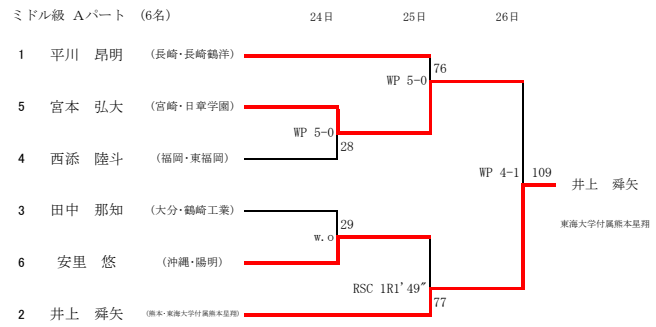 ミドル級 Aパート (6名) 24日 25日 26日
1 平川 昂明 (長崎・長崎鶴洋)
76
WP 5-0
5 宮本 弘大 (宮崎・日章学園)
WP 5-0
28
4 西添 陸斗 (福岡・東福岡)
WP 4-1 109
井上 舜矢
3 田中 那知 (大分・鶴崎工業)
東海大学付属熊本星翔
29
w.o
6 安里 悠 (沖縄・陽明)
RSC 1R1'49"
77
2 井上 舜矢 (熊本・東海大学付属熊本星翔)